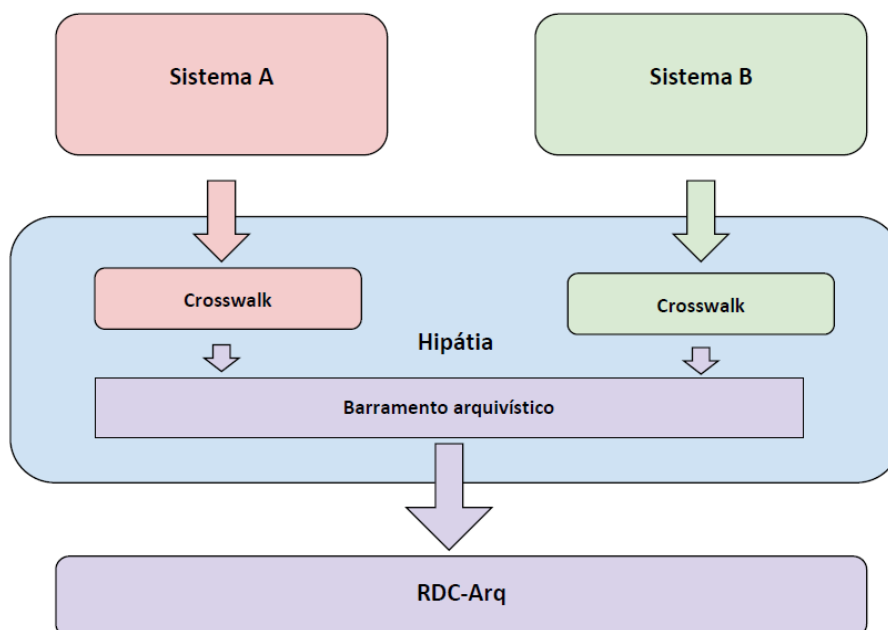 Sistema A
Sistema B
Crosswalk
Crosswalk
Hipátia
Barramento arquivístico
RDC-Arq